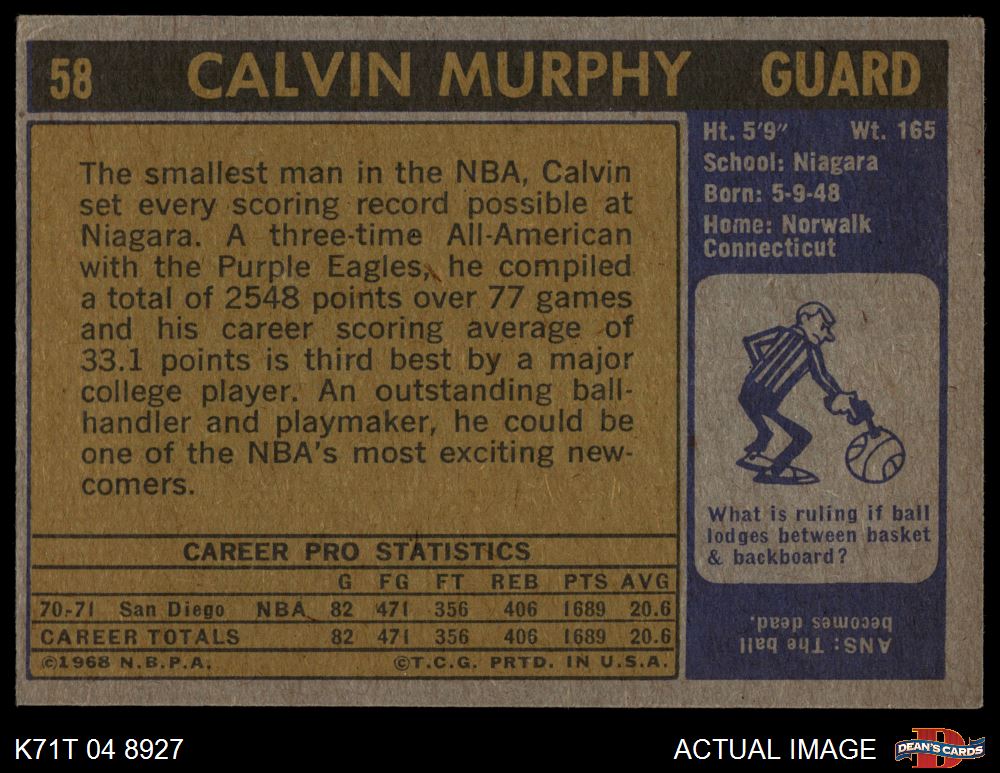 58 CALVIN MURPHY GUARD
Ht. 5'9" Wt. 165
School: Niagara
Born: 5-9-48
Home: Norwalk
Connecticut
The smallest man in the NBA, Calvin
set every scoring record possible at
Niagara. A three-time All-American
with the Purple Eagles, he compiled
a total of 2548 points over 77 games
and his career scoring average of
33.1 points is third best by a major
college player. An outstanding ball-
handler and playmaker, he could be
one of the NBA's most exciting new-
comers.
What is ruling if ball
lodges between basket
& backboard?
ANS: The ball
becomes dead.
CAREER PRO STATISTICS
G FG FT REB PTS AVG
70-71 San Diego NBA 82 471 356 406 1689 20.6
CAREER TOTALS 82 471 356 406 1689 20.6
©1968 N.B.P.A. ©T.C.G. PRTD. IN U.S.A.
K71T 04 8927 ACTUAL IMAGE
D
DEAN'S CARDS